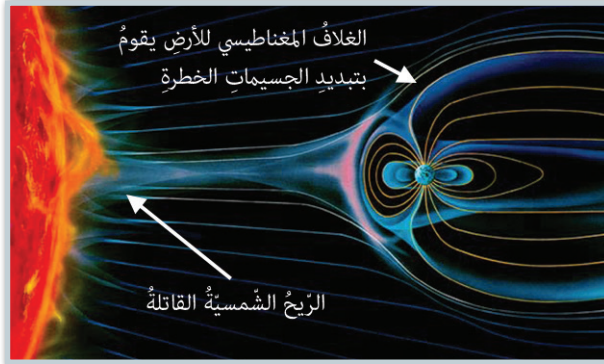 الغلافُ المغناطيسي للأرضِ يقومُ
بتبديدِ الجسيماتِ الخطرةِ
الرّيحُ الشّمسيّةُ القاتلةُ